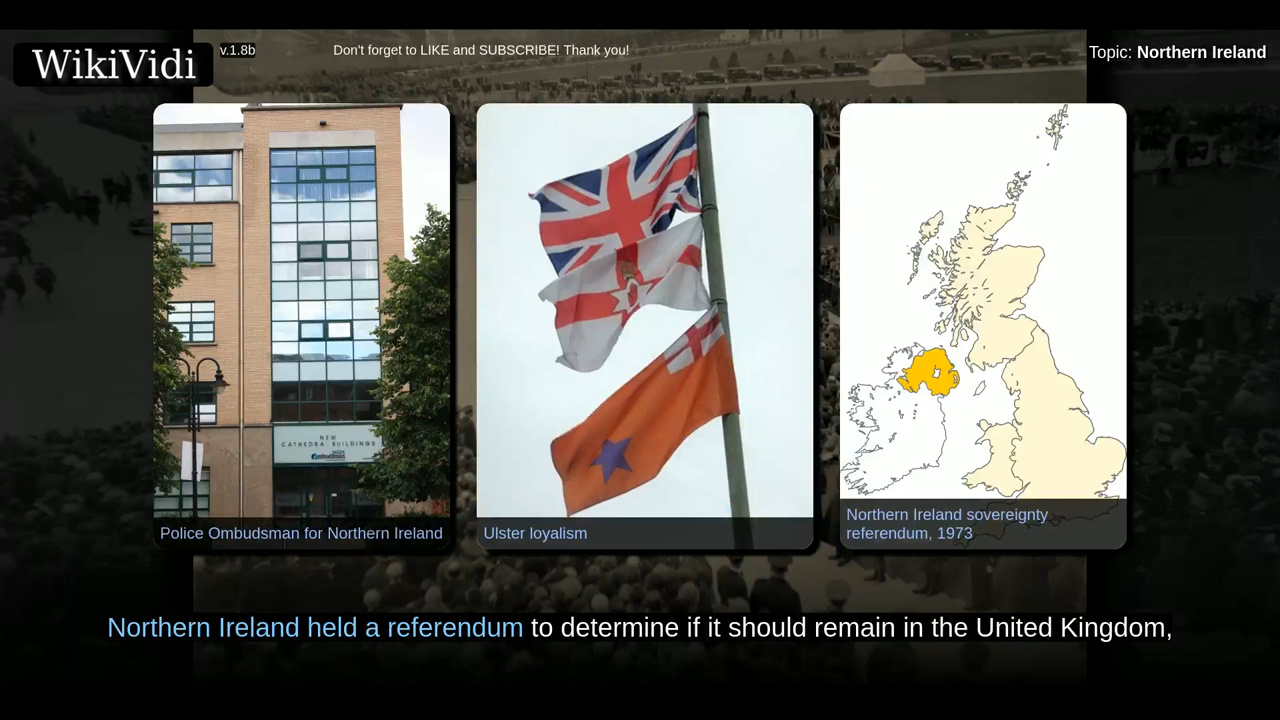 WikiVidi
v.1.8b
Don't forget to LIKE and SUBSCRIBE! Thank you!
Topic: Northern Ireland
NEW
CATHEDRAL BUILDINGS
Police Ombudsman for Northern Ireland
Ulster loyalism
Northern Ireland sovereignty
referendum, 1973
Northern Ireland held a referendum to determine if it should remain in the United Kingdom,